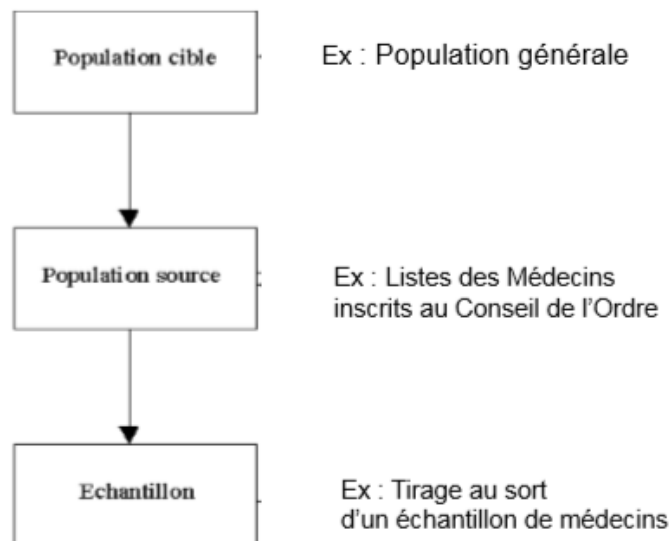 Population cible
Ex : Population générale
Population source
Ex : Listes des Médecins
inscrits au Conseil de l'Ordre
Echantillon
Ex : Tirage au sort
d'un échantillon de médecins